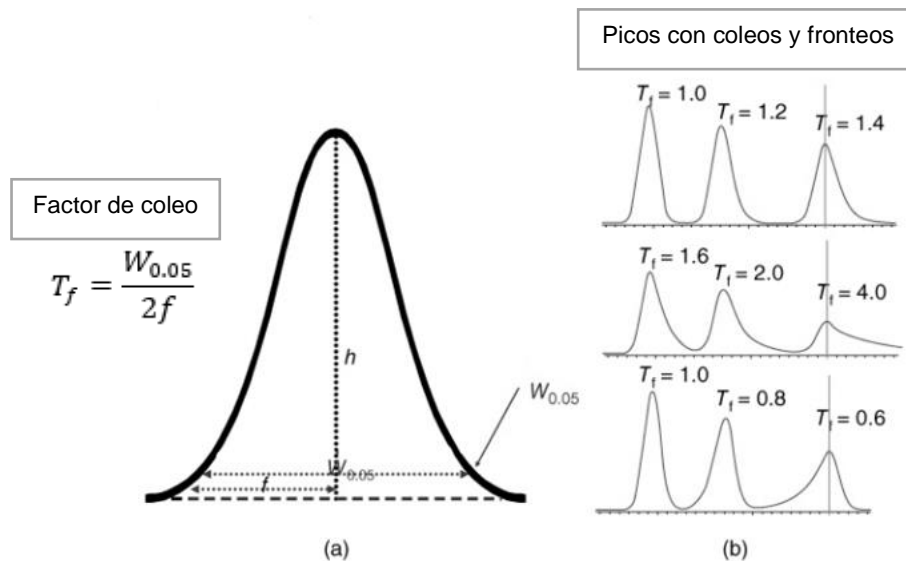 Picos con coleos y fronteos
Factor de coleo
T_f = W_0.05 / 2f
h
W_0.05
W_0.05
f
(a)
T_f = 1.0
T_f = 1.2
T_f = 1.4
T_f = 1.6
T_f = 2.0
T_f = 4.0
T_f = 1.0
T_f = 0.8
T_f = 0.6
(b)